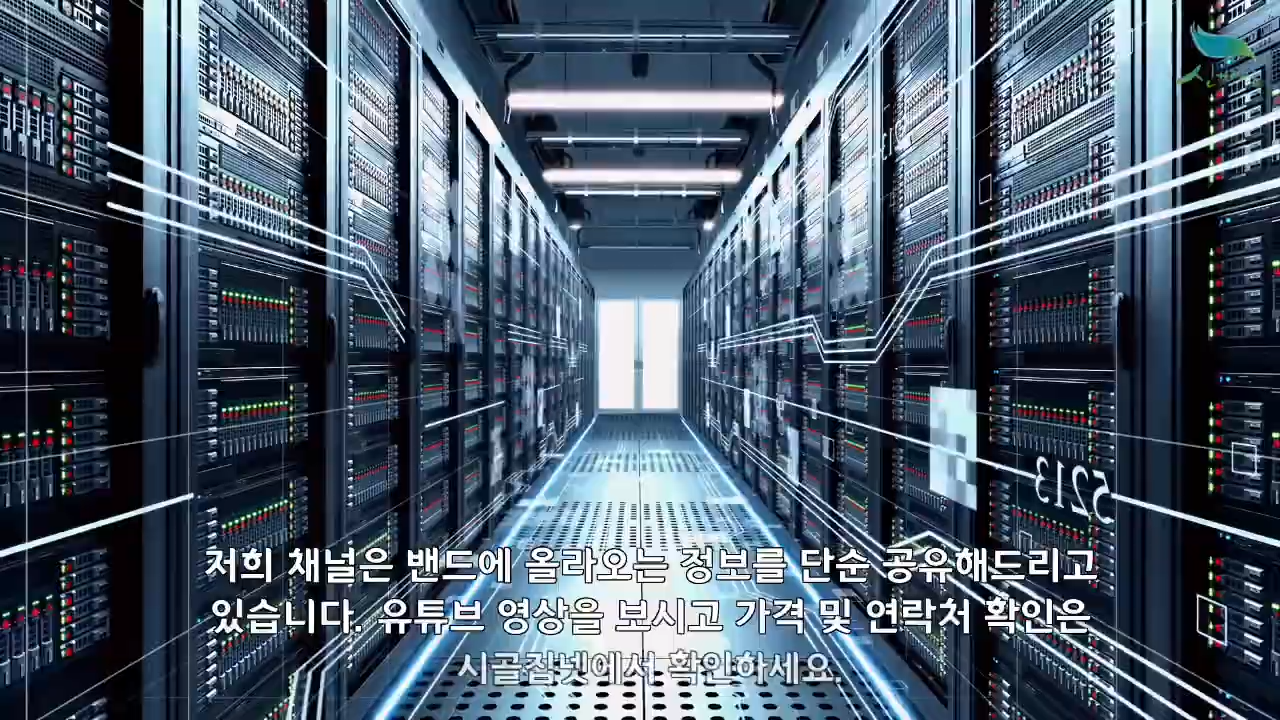 저희 채널은 밴드에 올라오는 정보를 단순 공유해드리고
있습니다. 유튜브 영상을 보시고 가격 및 연락처 확인은
시골집넷에서 확인하세요.
5213